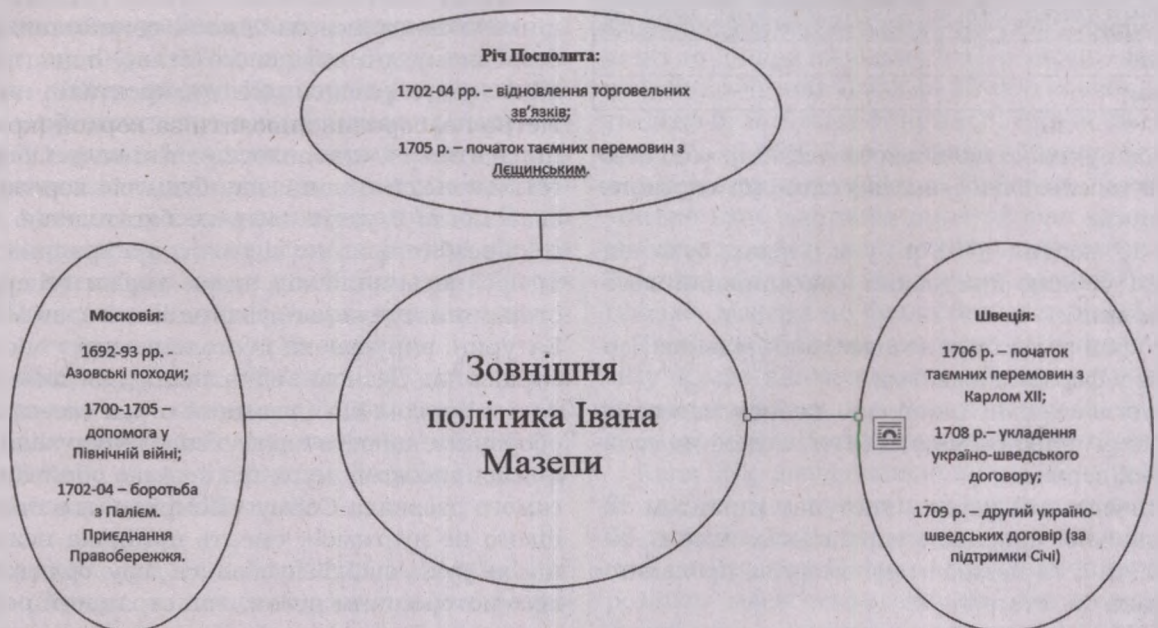 Річ Посполита:
1702-04 рр. – відновлення торговельних
зв’язків;
1705 р. – початок таємних перемовин з
Лєщинським.
Московія:
1692-93 рр. -
Азовські походи;
1700-1705 –
допомога у
Північній війні;
1702-04 – боротьба
з Палієм.
Приєднання
Правобережжя.
Зовнішня
політика Івана
Мазепи
Швеція:
1706 р. – початок
таємних перемовин з
Карлом XII;
1708 р.– укладення
україно-шведського
договору;
1709 р. – другий україно-
шведських договір (за
підтримки Січі)